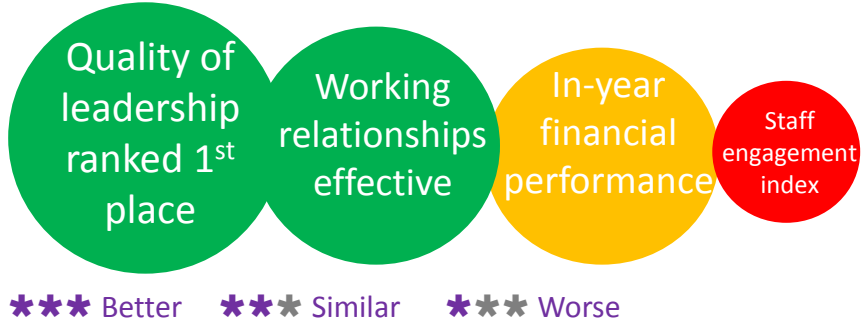 Quality of
leadership
ranked 1st
place
Working
relationships
effective
In-year
financial
performance
Staff
engagement
index
*** Better *** Similar *** Worse